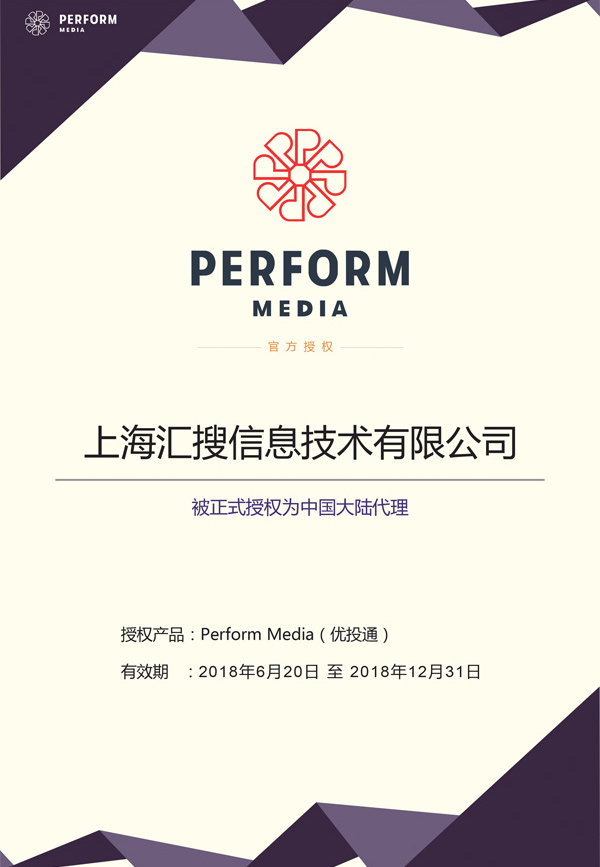 PERFORM
MEDIA
PERFORM
MEDIA
官方授权
上海汇搜信息技术有限公司
被正式授权为中国大陆代理
授权产品：Perform Media（优投通）
有效期　：2018年6月20日 至 2018年12月31日